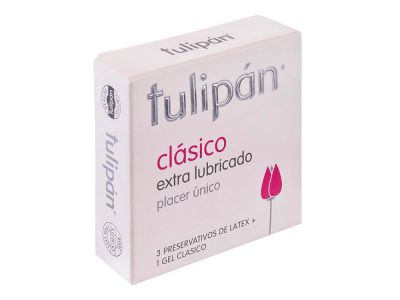 tulipán®
clásico
extra lubricado
placer único
3 PRESERVATIVOS DE LATEX +
1 GEL CLASICO
tulipán®